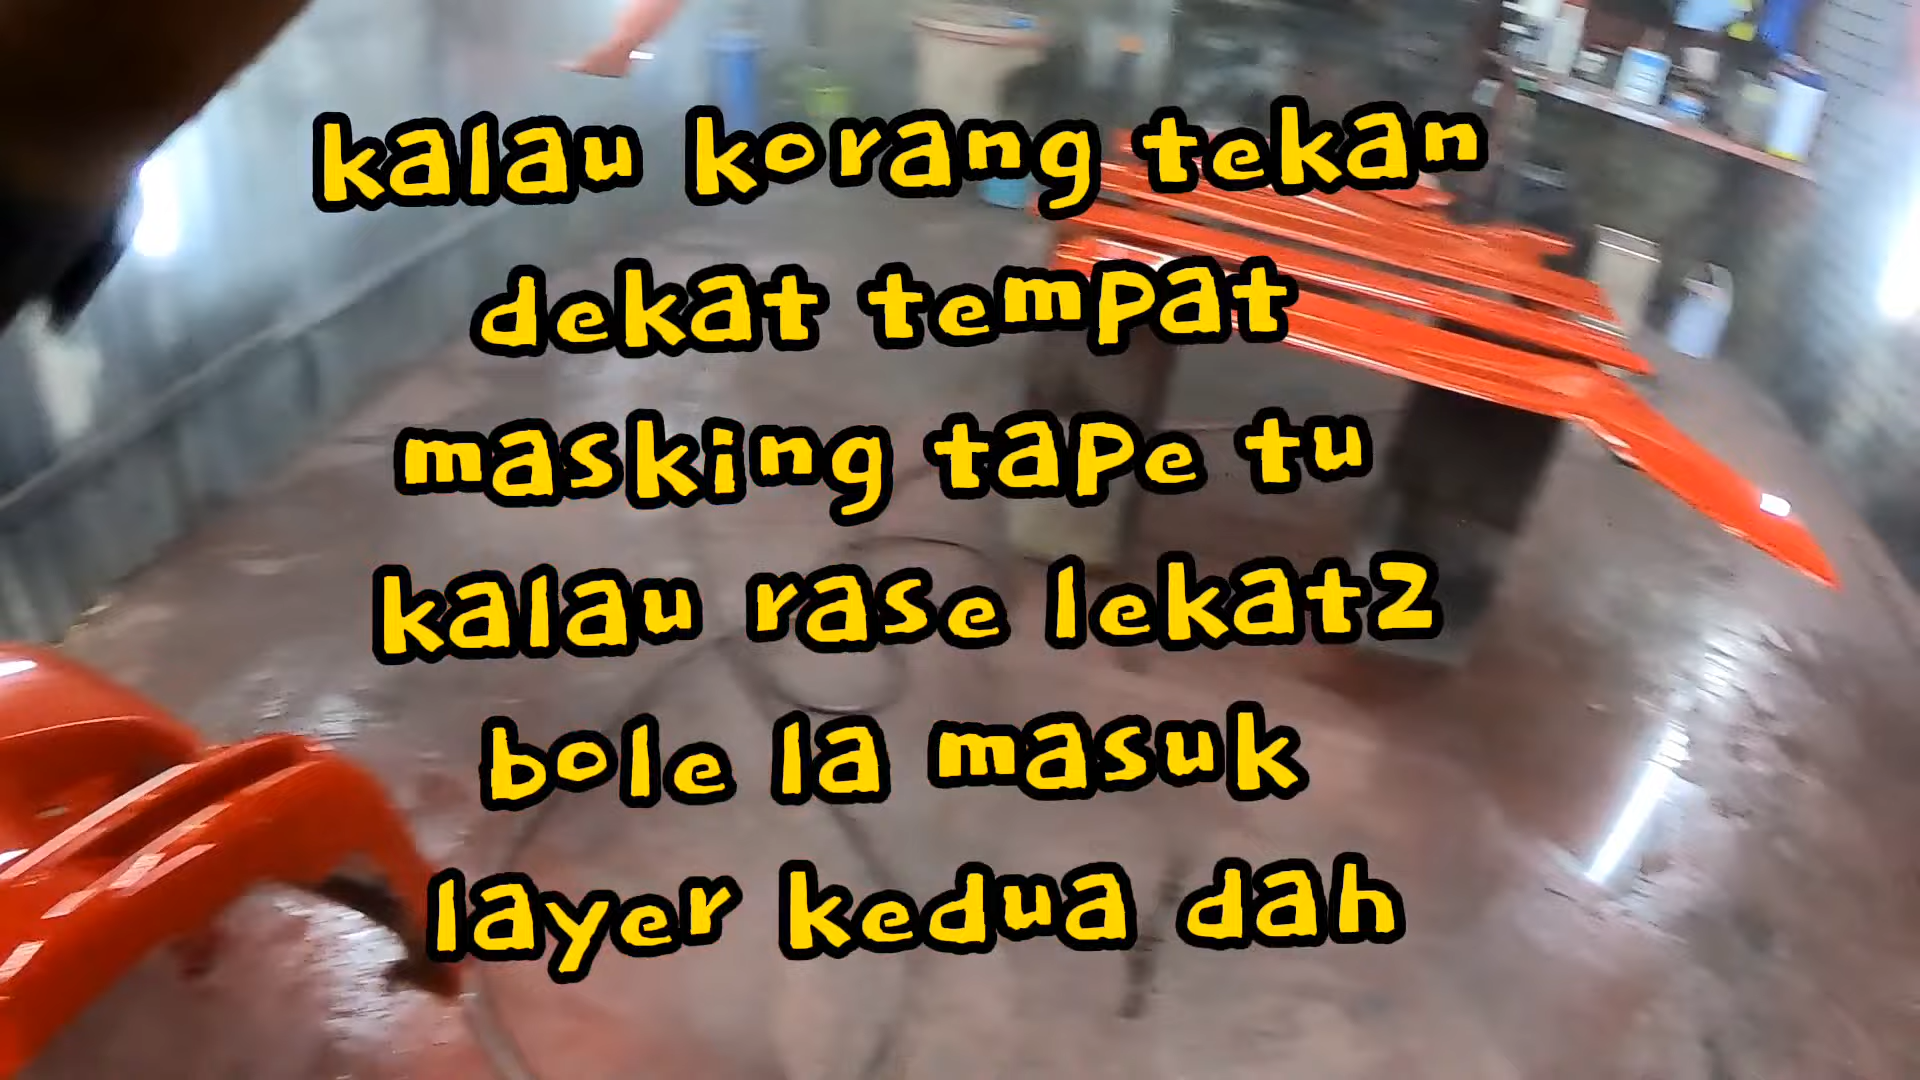 kalau korang tekan
dekat tempat
masking tape tu
kalau rase lekat2
bole la masuk
layer kedua dah